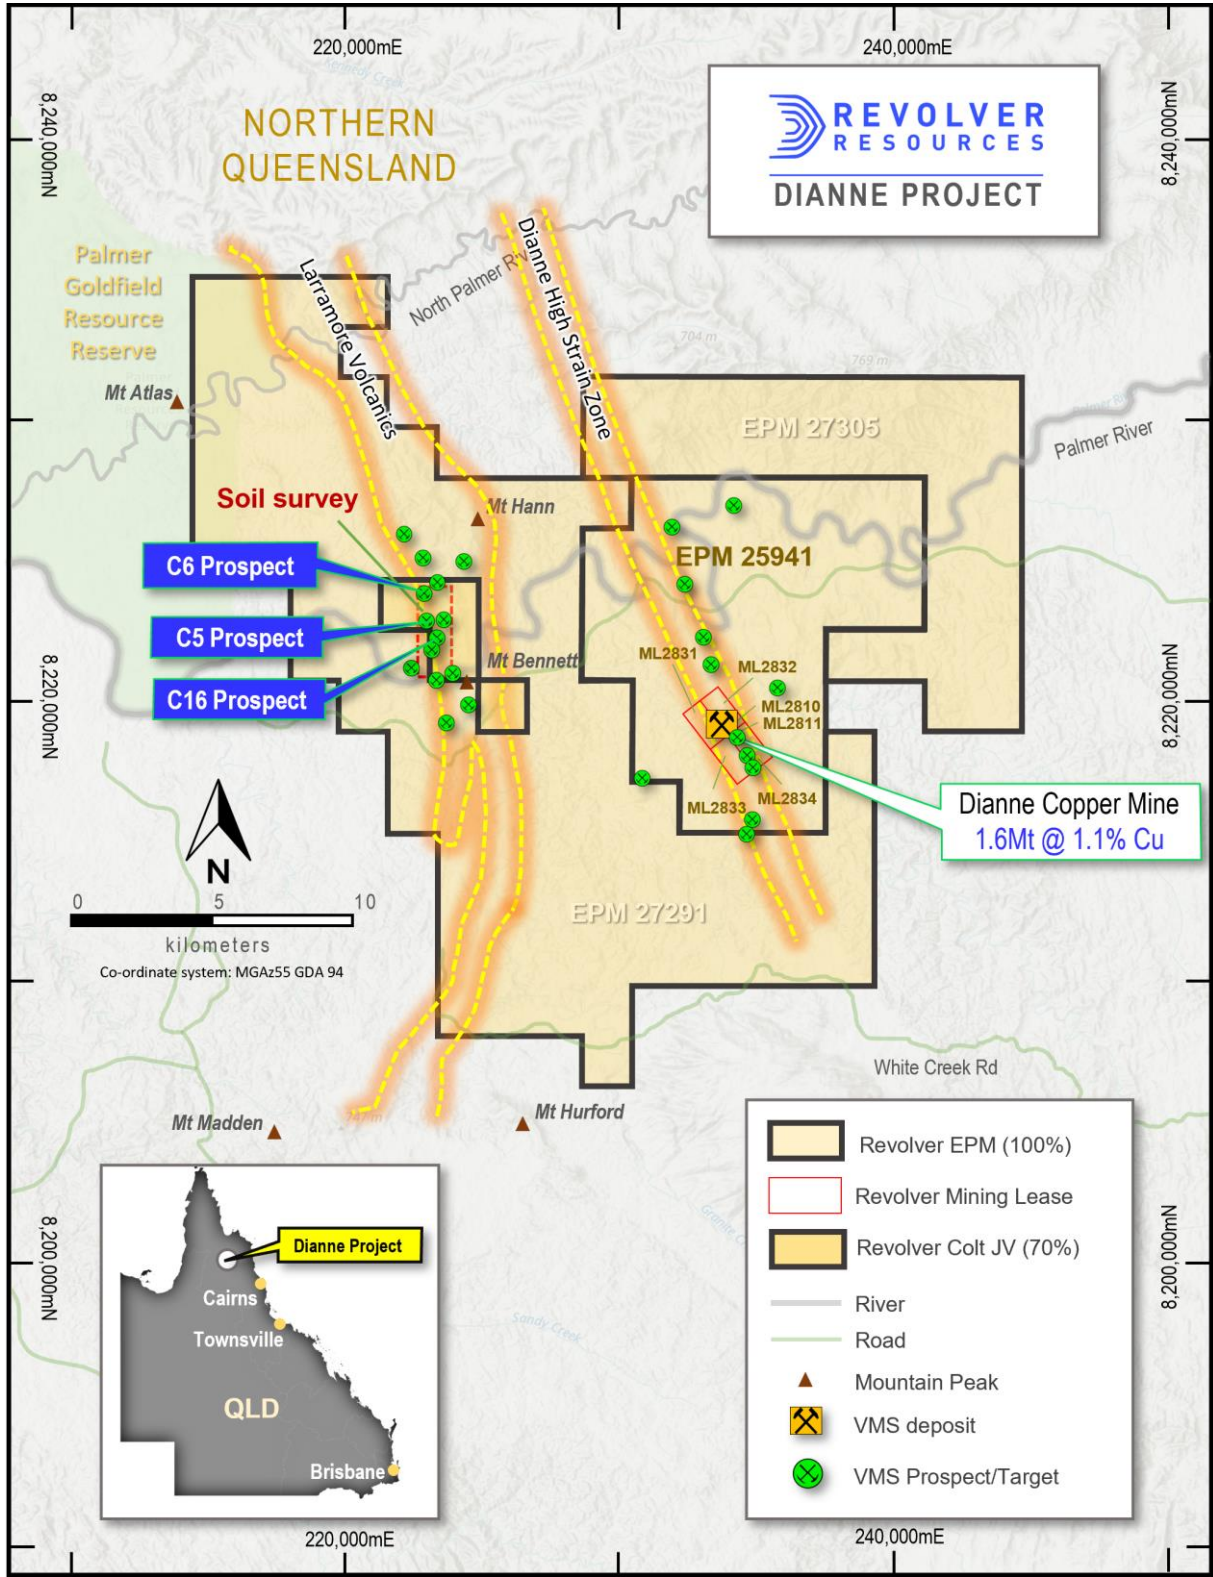 220,000mE
240,000mE
8,240,000mN
8,240,000mN
NORTHERN
QUEENSLAND
REVOLVER
RESOURCES
DIANNE PROJECT
Kennedy Creek
Palmer
Goldfield
Resource
Reserve
Larramore Volcanics
North Palmer Riv
Dianne High Strain Zone
704 m
769 m
Mt Atlas
EPM 27305
Palmer River
Soil survey
Mt Hann
C6 Prospect
EPM 25941
C5 Prospect
ML2831
ML2832
Mt Bennett
C16 Prospect
ML2810
ML2811
8,220,000mN
8,220,000mN
ML2833
ML2834
Dianne Copper Mine
1.6Mt @ 1.1% Cu
N
0 5 10
kilometers
Co-ordinate system: MGAz55 GDA 94
EPM 27291
White Creek Rd
Mt Madden
Mt Hurford
Revolver EPM (100%)
Revolver Mining Lease
Revolver Colt JV (70%)
River
Road
Mountain Peak
VMS deposit
VMS Prospect/Target
Dianne Project
Cairns
Townsville
QLD
Brisbane
Sandy Creek
8,200,000mN
8,200,000mN
220,000mE
240,000mE